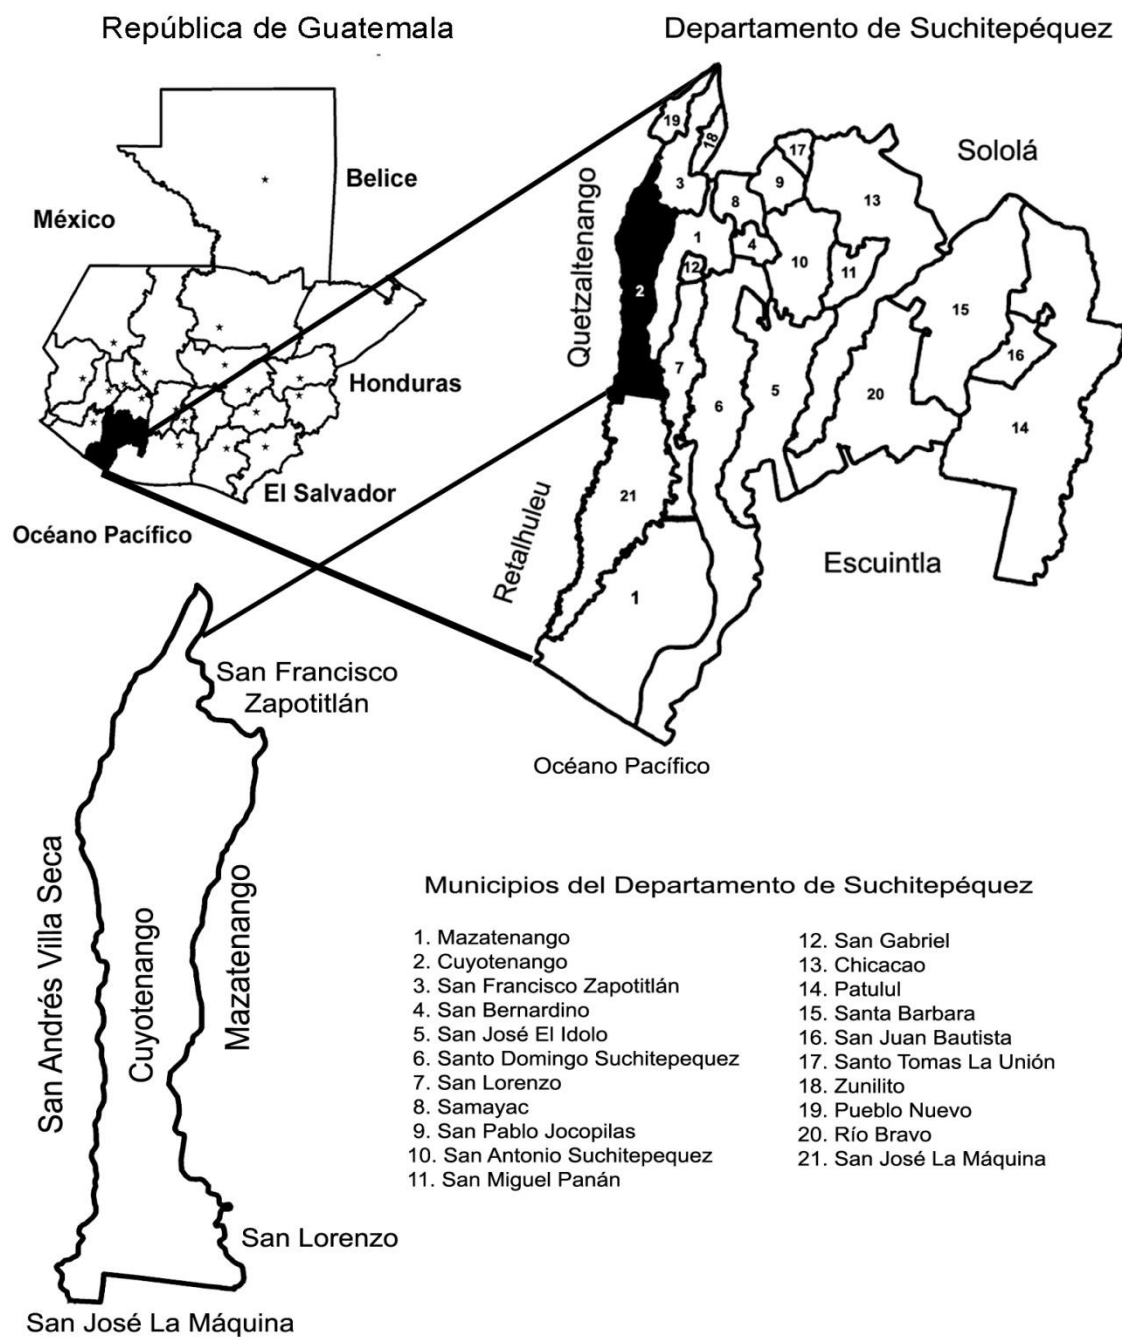 República de Guatemala
Departamento de Suchitepéquez
México
Belice
Honduras
El Salvador
Océano Pacífico
Sololá
Quetzaltenango
Retalhuleu
Escuintla
Océano Pacífico
19
18
17
3
9
8
13
1
4
12
10
11
2
15
7
16
6
5
20
14
21
1
San Francisco
Zapotitlán
San Andrés Villa Seca
Cuyotenango
Mazatenango
San Lorenzo
San José La Máquina
Municipios del Departamento de Suchitepéquez
1. Mazatenango
2. Cuyotenango
3. San Francisco Zapotitlán
4. San Bernardino
5. San José El Idolo
6. Santo Domingo Suchitepequez
7. San Lorenzo
8. Samayac
9. San Pablo Jocopilas
10. San Antonio Suchitepequez
11. San Miguel Panán
12. San Gabriel
13. Chicacao
14. Patulul
15. Santa Barbara
16. San Juan Bautista
17. Santo Tomas La Unión
18. Zunilito
19. Pueblo Nuevo
20. Río Bravo
21. San José La Máquina